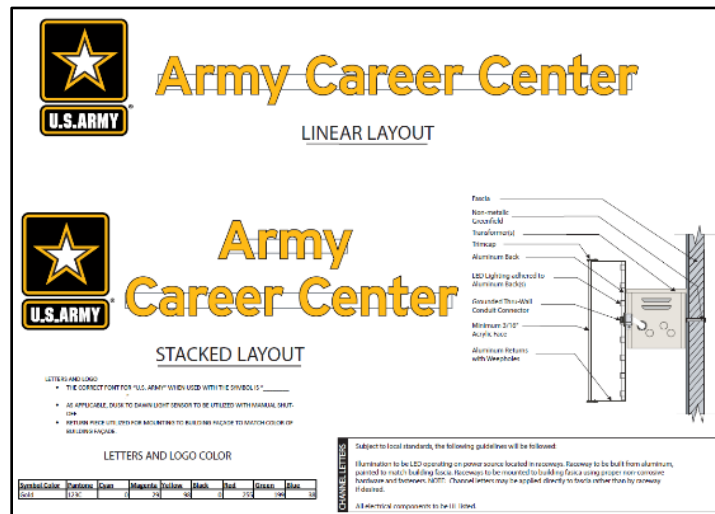 U.S.ARMY
®
Army Career Center
LINEAR LAYOUT
U.S.ARMY
®
Army
Career Center
STACKED LAYOUT
Fascia
Non-metalic
Greenfield
Transformer(s)
Trimcap
Aluminum Back
LED Lighting adhered to
Aluminum Back(s)
Grounded Thru-Wall
Conduit Connector
Minimum 3/16"
Acrylic Face
Aluminum Returns
with Weepholes
LETTERS AND LOGO
• THE CORRECT FONT FOR "U.S. ARMY" WHEN USED WITH THE SYMBOL IS "________
• AS APPLICABLE, DUSK TO DAWN LIGHT SENSOR TO BE UTILIZED WITH MANUAL SHUT-
OFF
• RETURN PIECE UTILIZED FOR MOUNTING TO BUILDING FAÇADE TO MATCH COLOR OF
BUILDING FAÇADE.
LETTERS AND LOGO COLOR
Symbol Color Pantone Cyan Magenta Yellow Black Red Green Blue
Gold 123C 0 29 98 0 255 199 38
CHANNEL LETTERS
Subject to local standards, the following guidelines will be followed:
Illumination to be LED operating on power source located in raceways. Raceway to be built from aluminum,
painted to match building fascia. Raceways to be mounted to building fascia using proper non-corrosive
hardware and fasteners. NOTE: Channel letters may be applied directly to fascia rather than by raceway
if desired.
All electrical components to be UL listed.